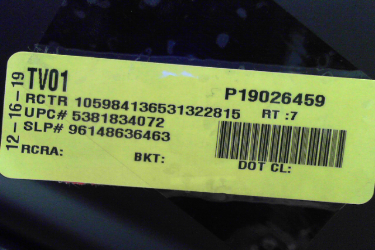 12-16-19
TV01
P19026459
RCTR 105984136531322815 RT :7
UPC# 5381834072
SLP# 96148636463
RCRA: BKT: DOT CL: